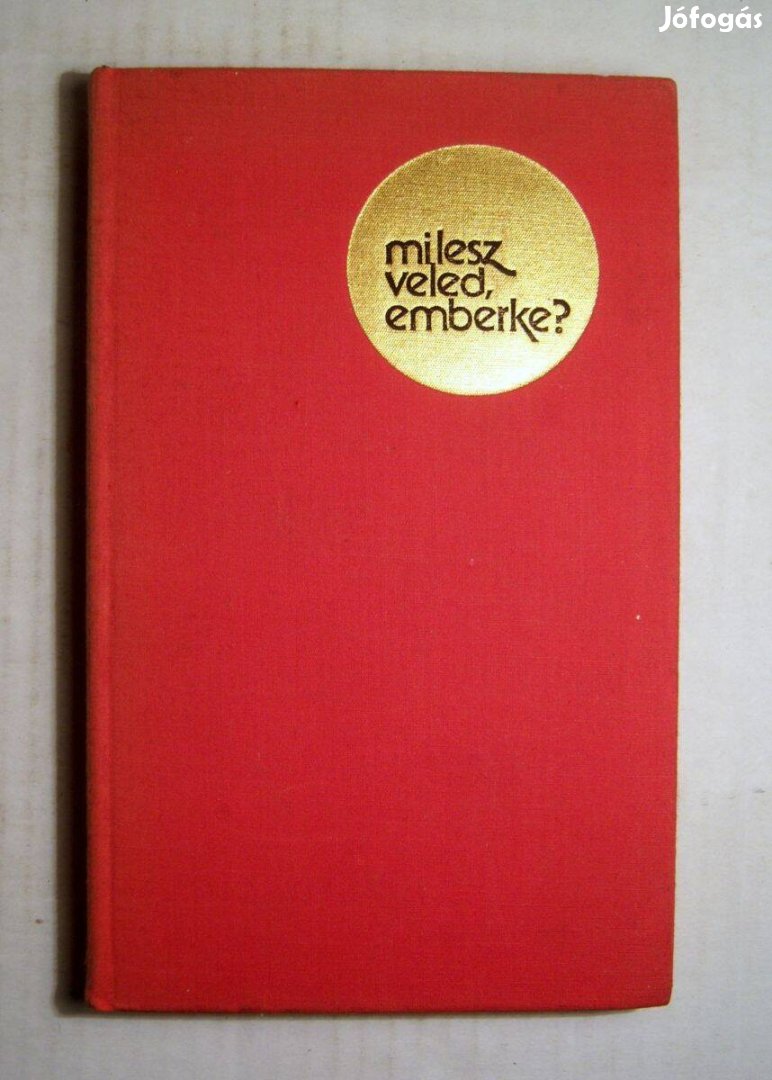 Jófogás
mi lesz
veled,
emberke?